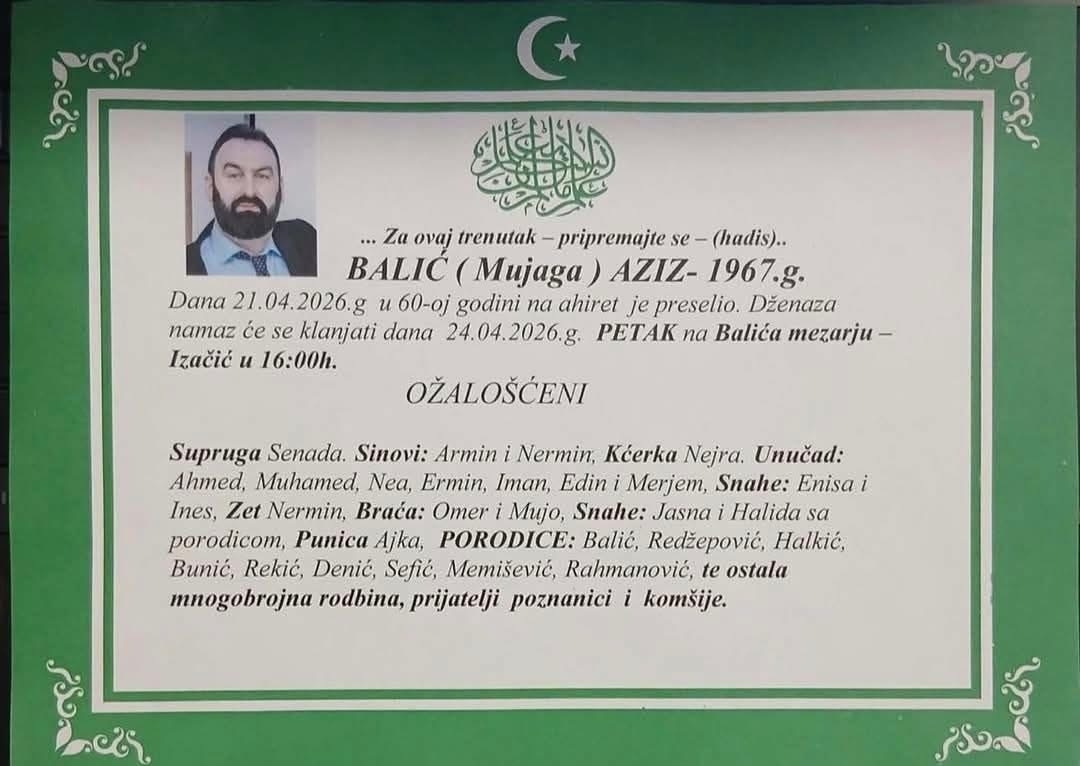 ... Za ovaj trenutak – pripremajte se – (hadis)..
BALIĆ ( Mujaga ) AZIZ- 1967.g.
Dana 21.04.2026.g u 60-oj godini na ahiret je preselio. Dženaza
namaz će se klanjati dana 24.04.2026.g. PETAK na Balića mezarju –
Izačić u 16:00h.
OŽALOŠĆENI
Supruga Senada. Sinovi: Armin i Nermin, Kćerka Nejra. Unučad:
Ahmed, Muhamed, Nea, Ermin, Iman, Edin i Merjem, Snahe: Enisa i
Ines, Zet Nermin, Braća: Omer i Mujo, Snahe: Jasna i Halida sa
porodicom, Punica Ajka, PORODICE: Balić, Redžepović, Halkić,
Bunić, Rekić, Denić, Sefić, Memišević, Rahmanović, te ostala
mnogobrojna rodbina, prijatelji poznanici i komšije.